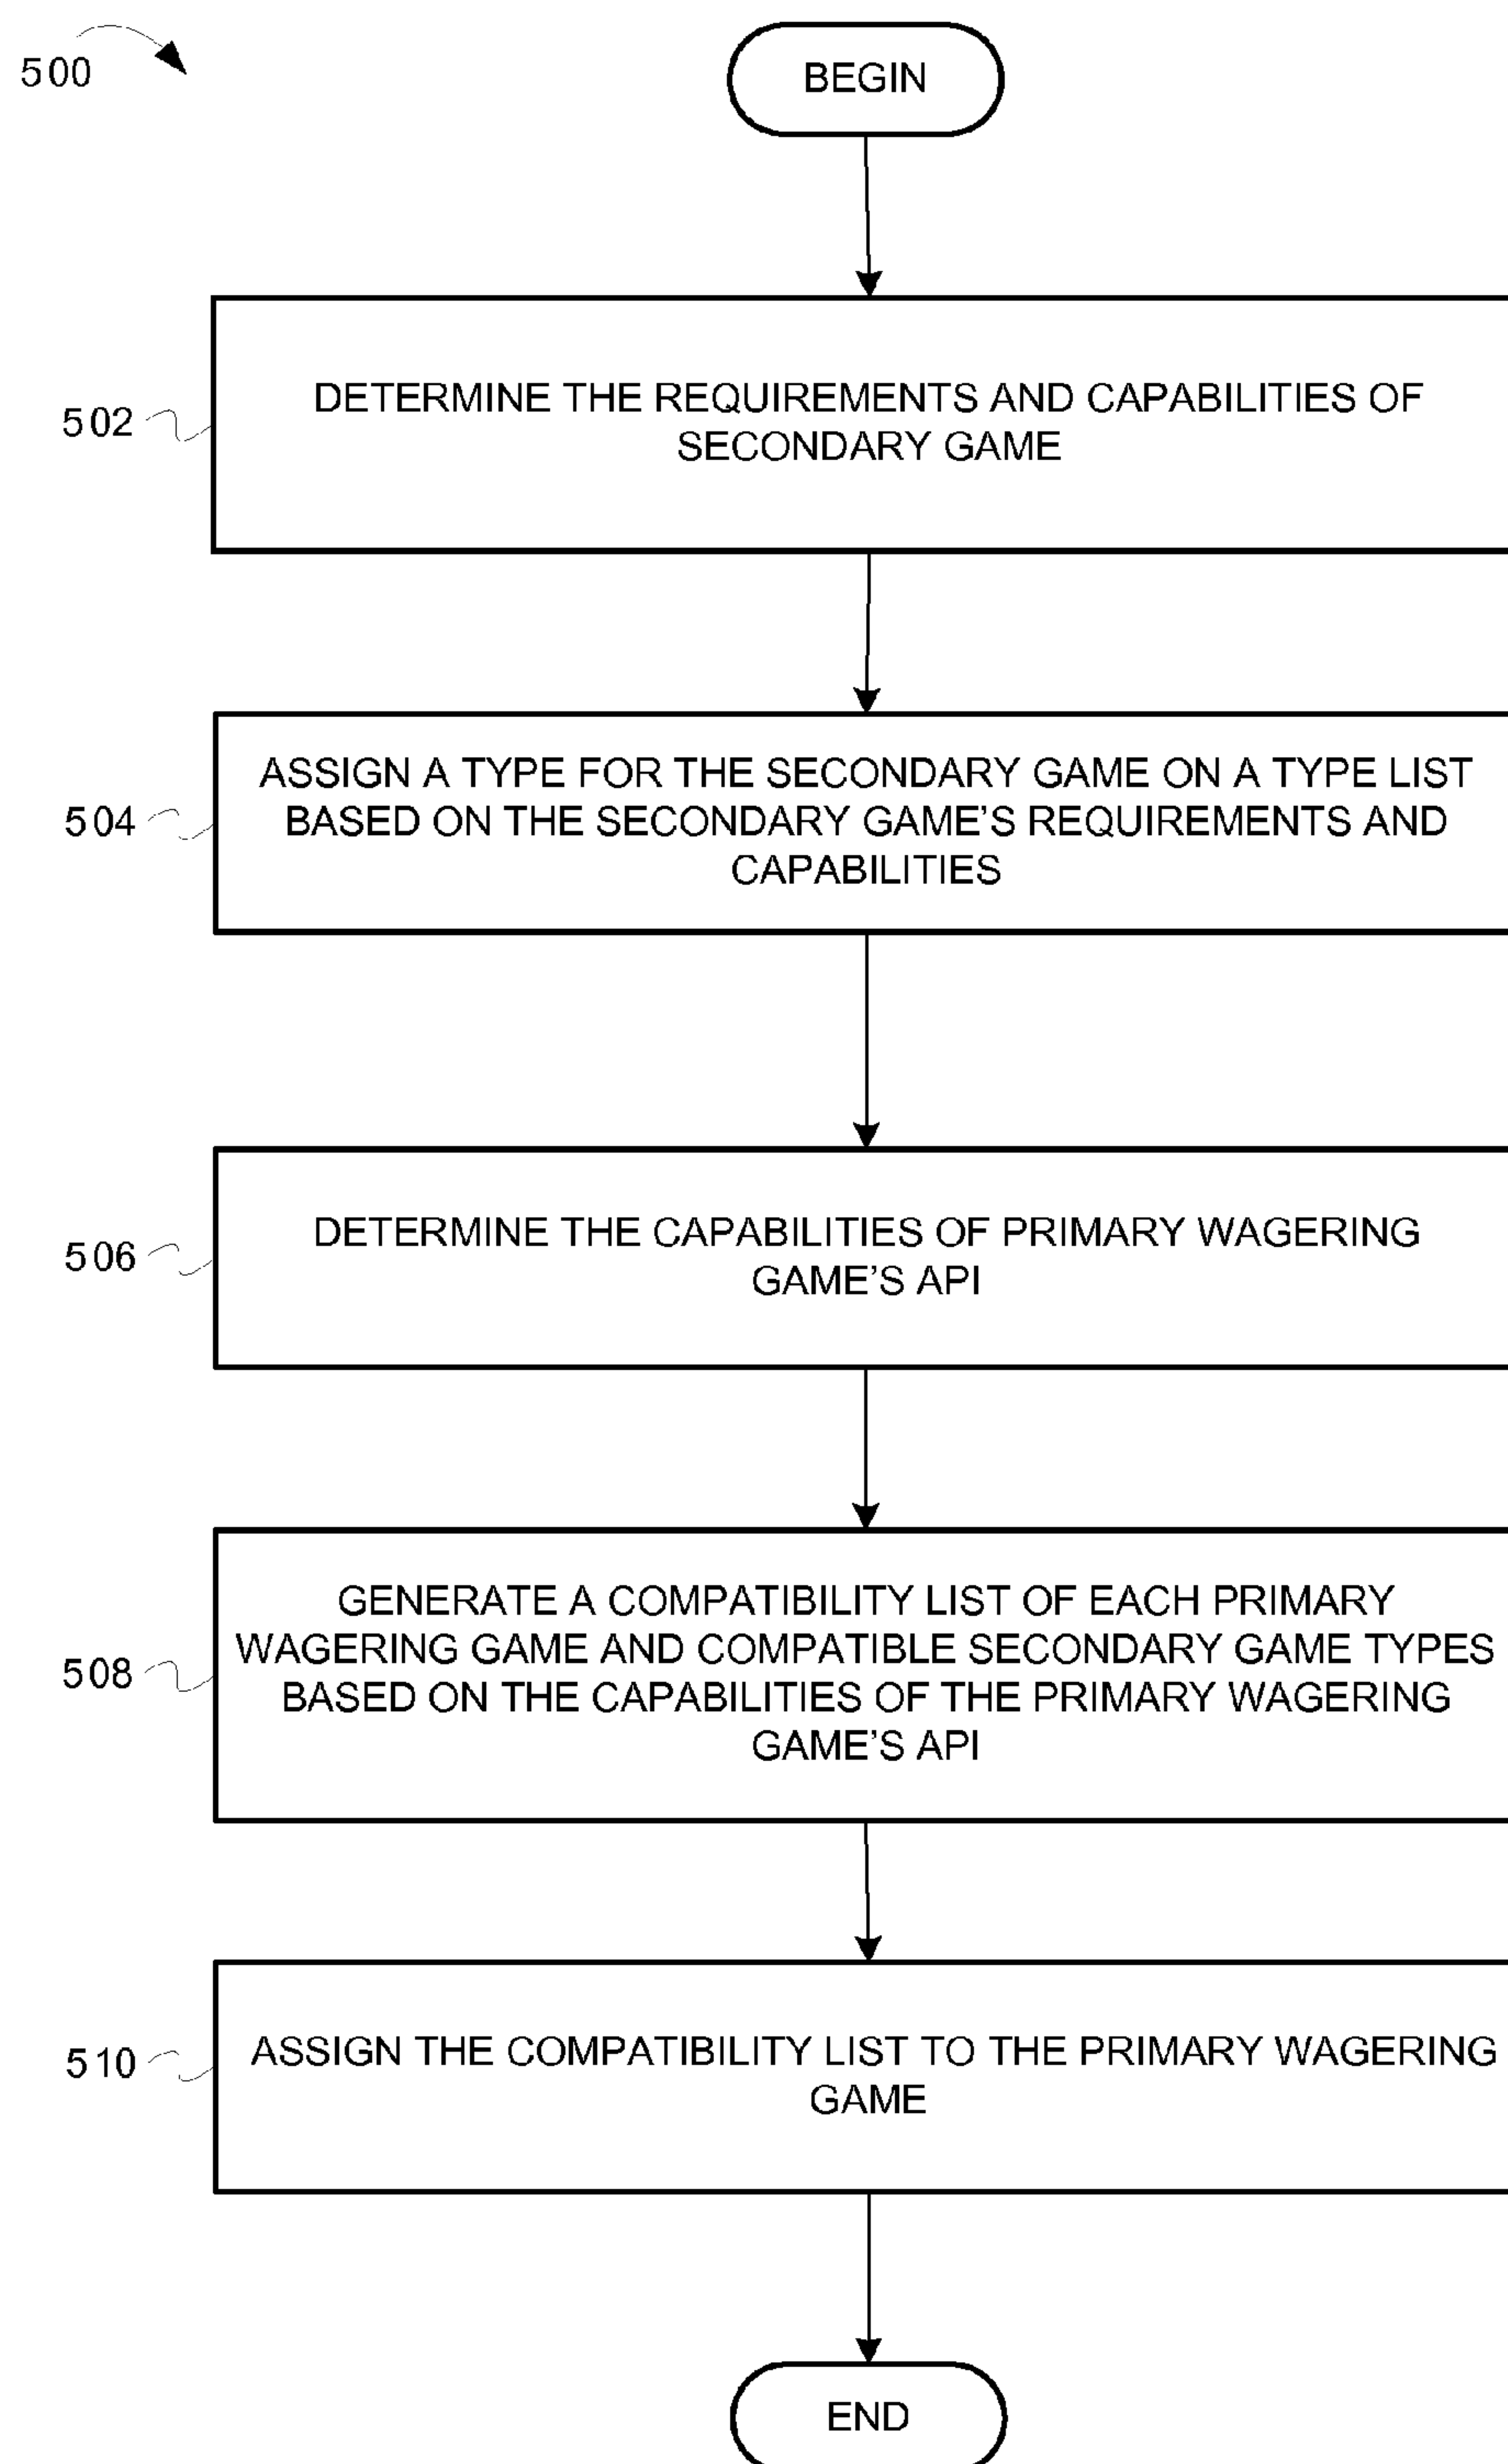 500
BEGIN
502
DETERMINE THE REQUIREMENTS AND CAPABILITIES OF
SECONDARY GAME
504
ASSIGN A TYPE FOR THE SECONDARY GAME ON A TYPE LIST
BASED ON THE SECONDARY GAME’S REQUIREMENTS AND
CAPABILITIES
506
DETERMINE THE CAPABILITIES OF PRIMARY WAGERING
GAME’S API
508
GENERATE A COMPATIBILITY LIST OF EACH PRIMARY
WAGERING GAME AND COMPATIBLE SECONDARY GAME TYPES
BASED ON THE CAPABILITIES OF THE PRIMARY WAGERING
GAME’S API
510
ASSIGN THE COMPATIBILITY LIST TO THE PRIMARY WAGERING
GAME
END